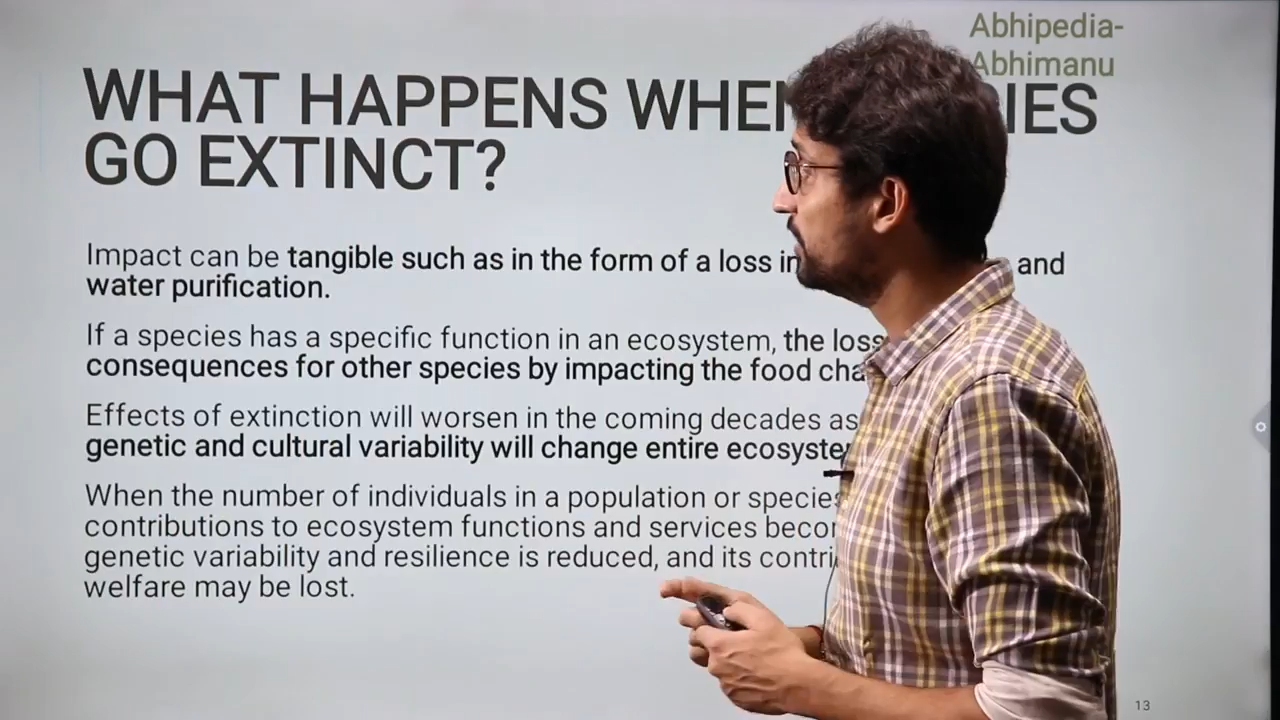 Abhipedia-
Abhimanu
WHAT HAPPENS WHEN IES
GO EXTINCT?
Impact can be tangible such as in the form of a loss in and
water purification.
If a species has a specific function in an ecosystem, the loss
consequences for other species by impacting the food
Effects of extinction will worsen in the coming decades as
genetic and cultural variability will change entire
When the number of individuals in a population or species
contributions to ecosystem functions and services
genetic variability and resilience is reduced, and its
welfare may be lost.
13